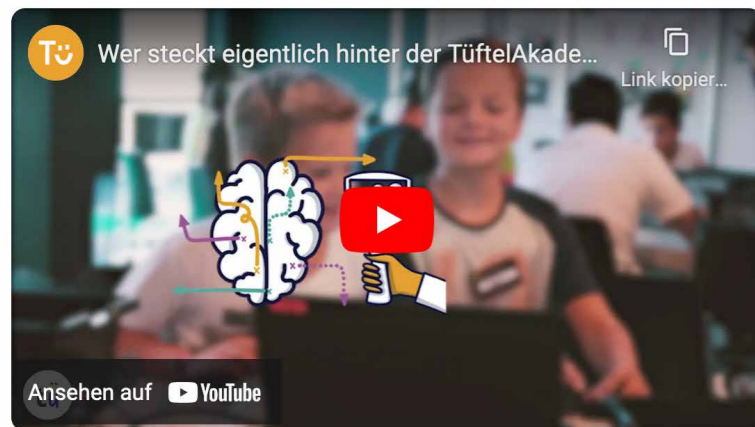 Tü Wer steckt eigentlich hinter der TüftelAkade...
Link kopier...
Ansehen auf YouTube